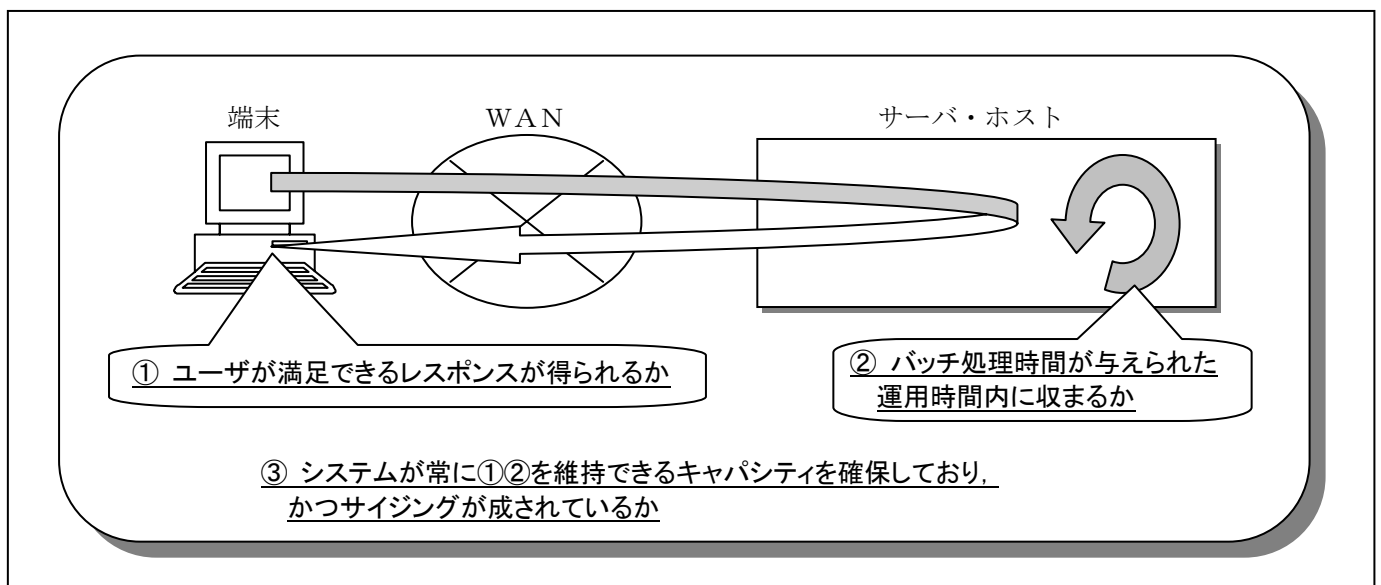 端末
ＷＡＮ
サーバ・ホスト
① ユーザが満足できるレスポンスが得られるか
② バッチ処理時間が与えられた
運用時間内に収まるか
③ システムが常に①②を維持できるキャパシティを確保しており，
かつサイジングが成されているか